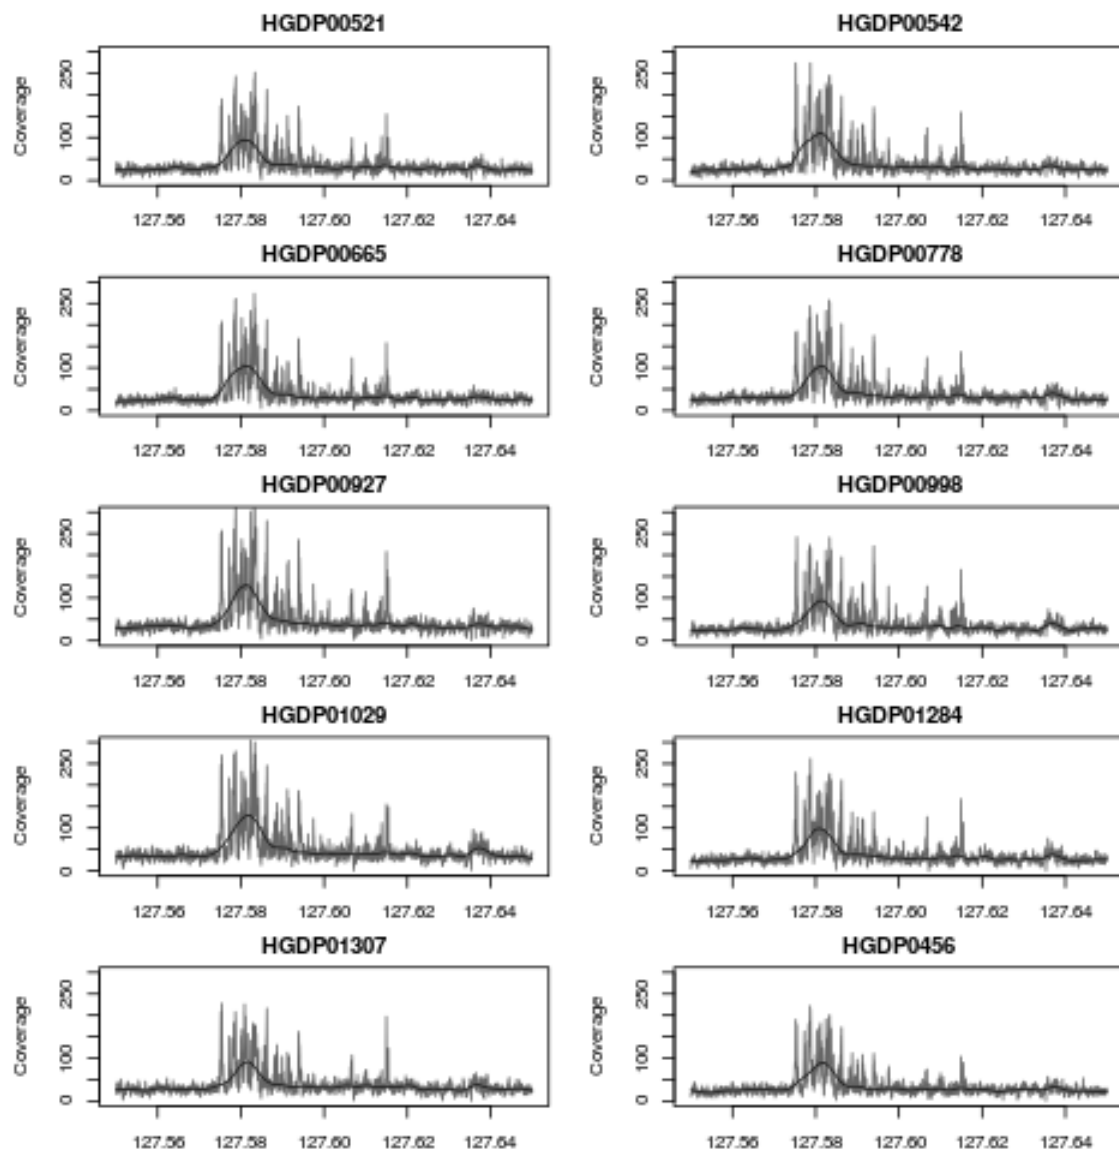 HGDP00521 HGDP00542
Coverage 0 100 250 Coverage 0 100 250
127.56 127.58 127.60 127.62 127.64 127.56 127.58 127.60 127.62 127.64
HGDP00665 HGDP00778
Coverage 0 100 250 Coverage 0 100 250
127.56 127.58 127.60 127.62 127.64 127.56 127.58 127.60 127.62 127.64
HGDP00927 HGDP00998
Coverage 0 100 250 Coverage 0 100 250
127.56 127.58 127.60 127.62 127.64 127.56 127.58 127.60 127.62 127.64
HGDP01029 HGDP01284
Coverage 0 100 250 Coverage 0 100 250
127.56 127.58 127.60 127.62 127.64 127.56 127.58 127.60 127.62 127.64
HGDP01307 HGDP0456
Coverage 0 100 250 Coverage 0 100 250
127.56 127.58 127.60 127.62 127.64 127.56 127.58 127.60 127.62 127.64